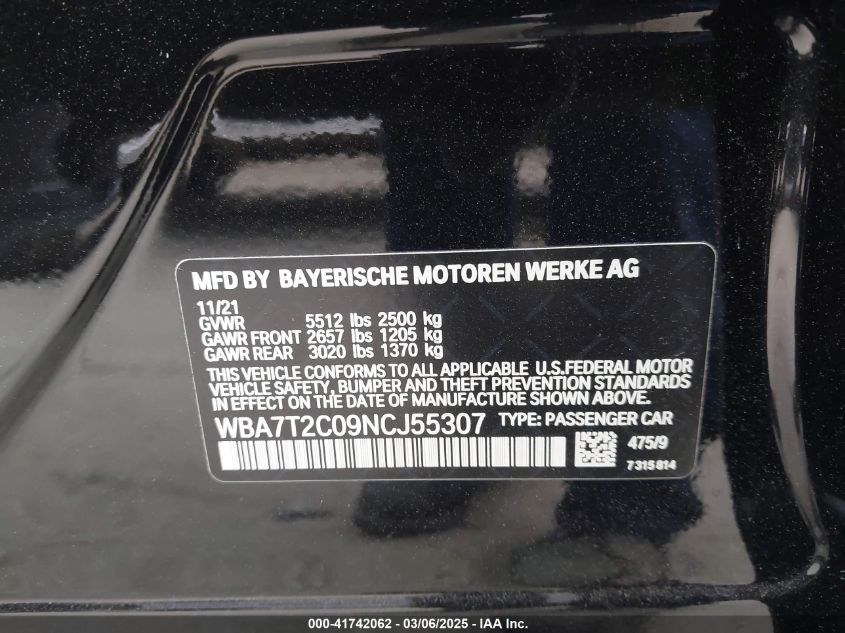 MFD BY BAYERISCHE MOTOREN WERKE AG
11/21
GVWR 5512 lbs 2500 kg
GAWR FRONT 2657 lbs 1205 kg
GAWR REAR 3020 lbs 1370 kg
THIS VEHICLE CONFORMS TO ALL APPLICABLE U.S.FEDERAL MOTOR
VEHICLE SAFETY, BUMPER AND THEFT PREVENTION STANDARDS
IN EFFECT ON THE DATE OF MANUFACTURE SHOWN ABOVE.
WBA7T2C09NCJ55307 TYPE: PASSENGER CAR
475/9
7315814
000-41742062 - 03/06/2025 - IAA Inc.